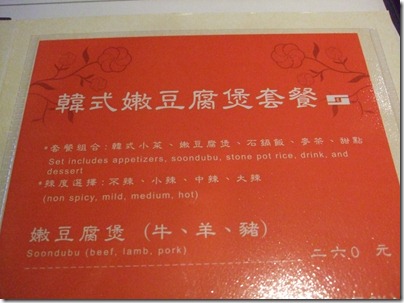 韓式嫩豆腐煲套餐
*套餐組合:韓式小菜、嫩豆腐煲、石鍋飯、麥茶、甜點
Set includes appetizers, soondubu, stone pot rice, drink, and
dessert
*辣度選擇:不辣、小辣、中辣、大辣
(non spicy, mild, medium, hot)
嫩豆腐煲 (牛、羊、豬)
Soondubu (beef, lamb, pork)
二六0 元